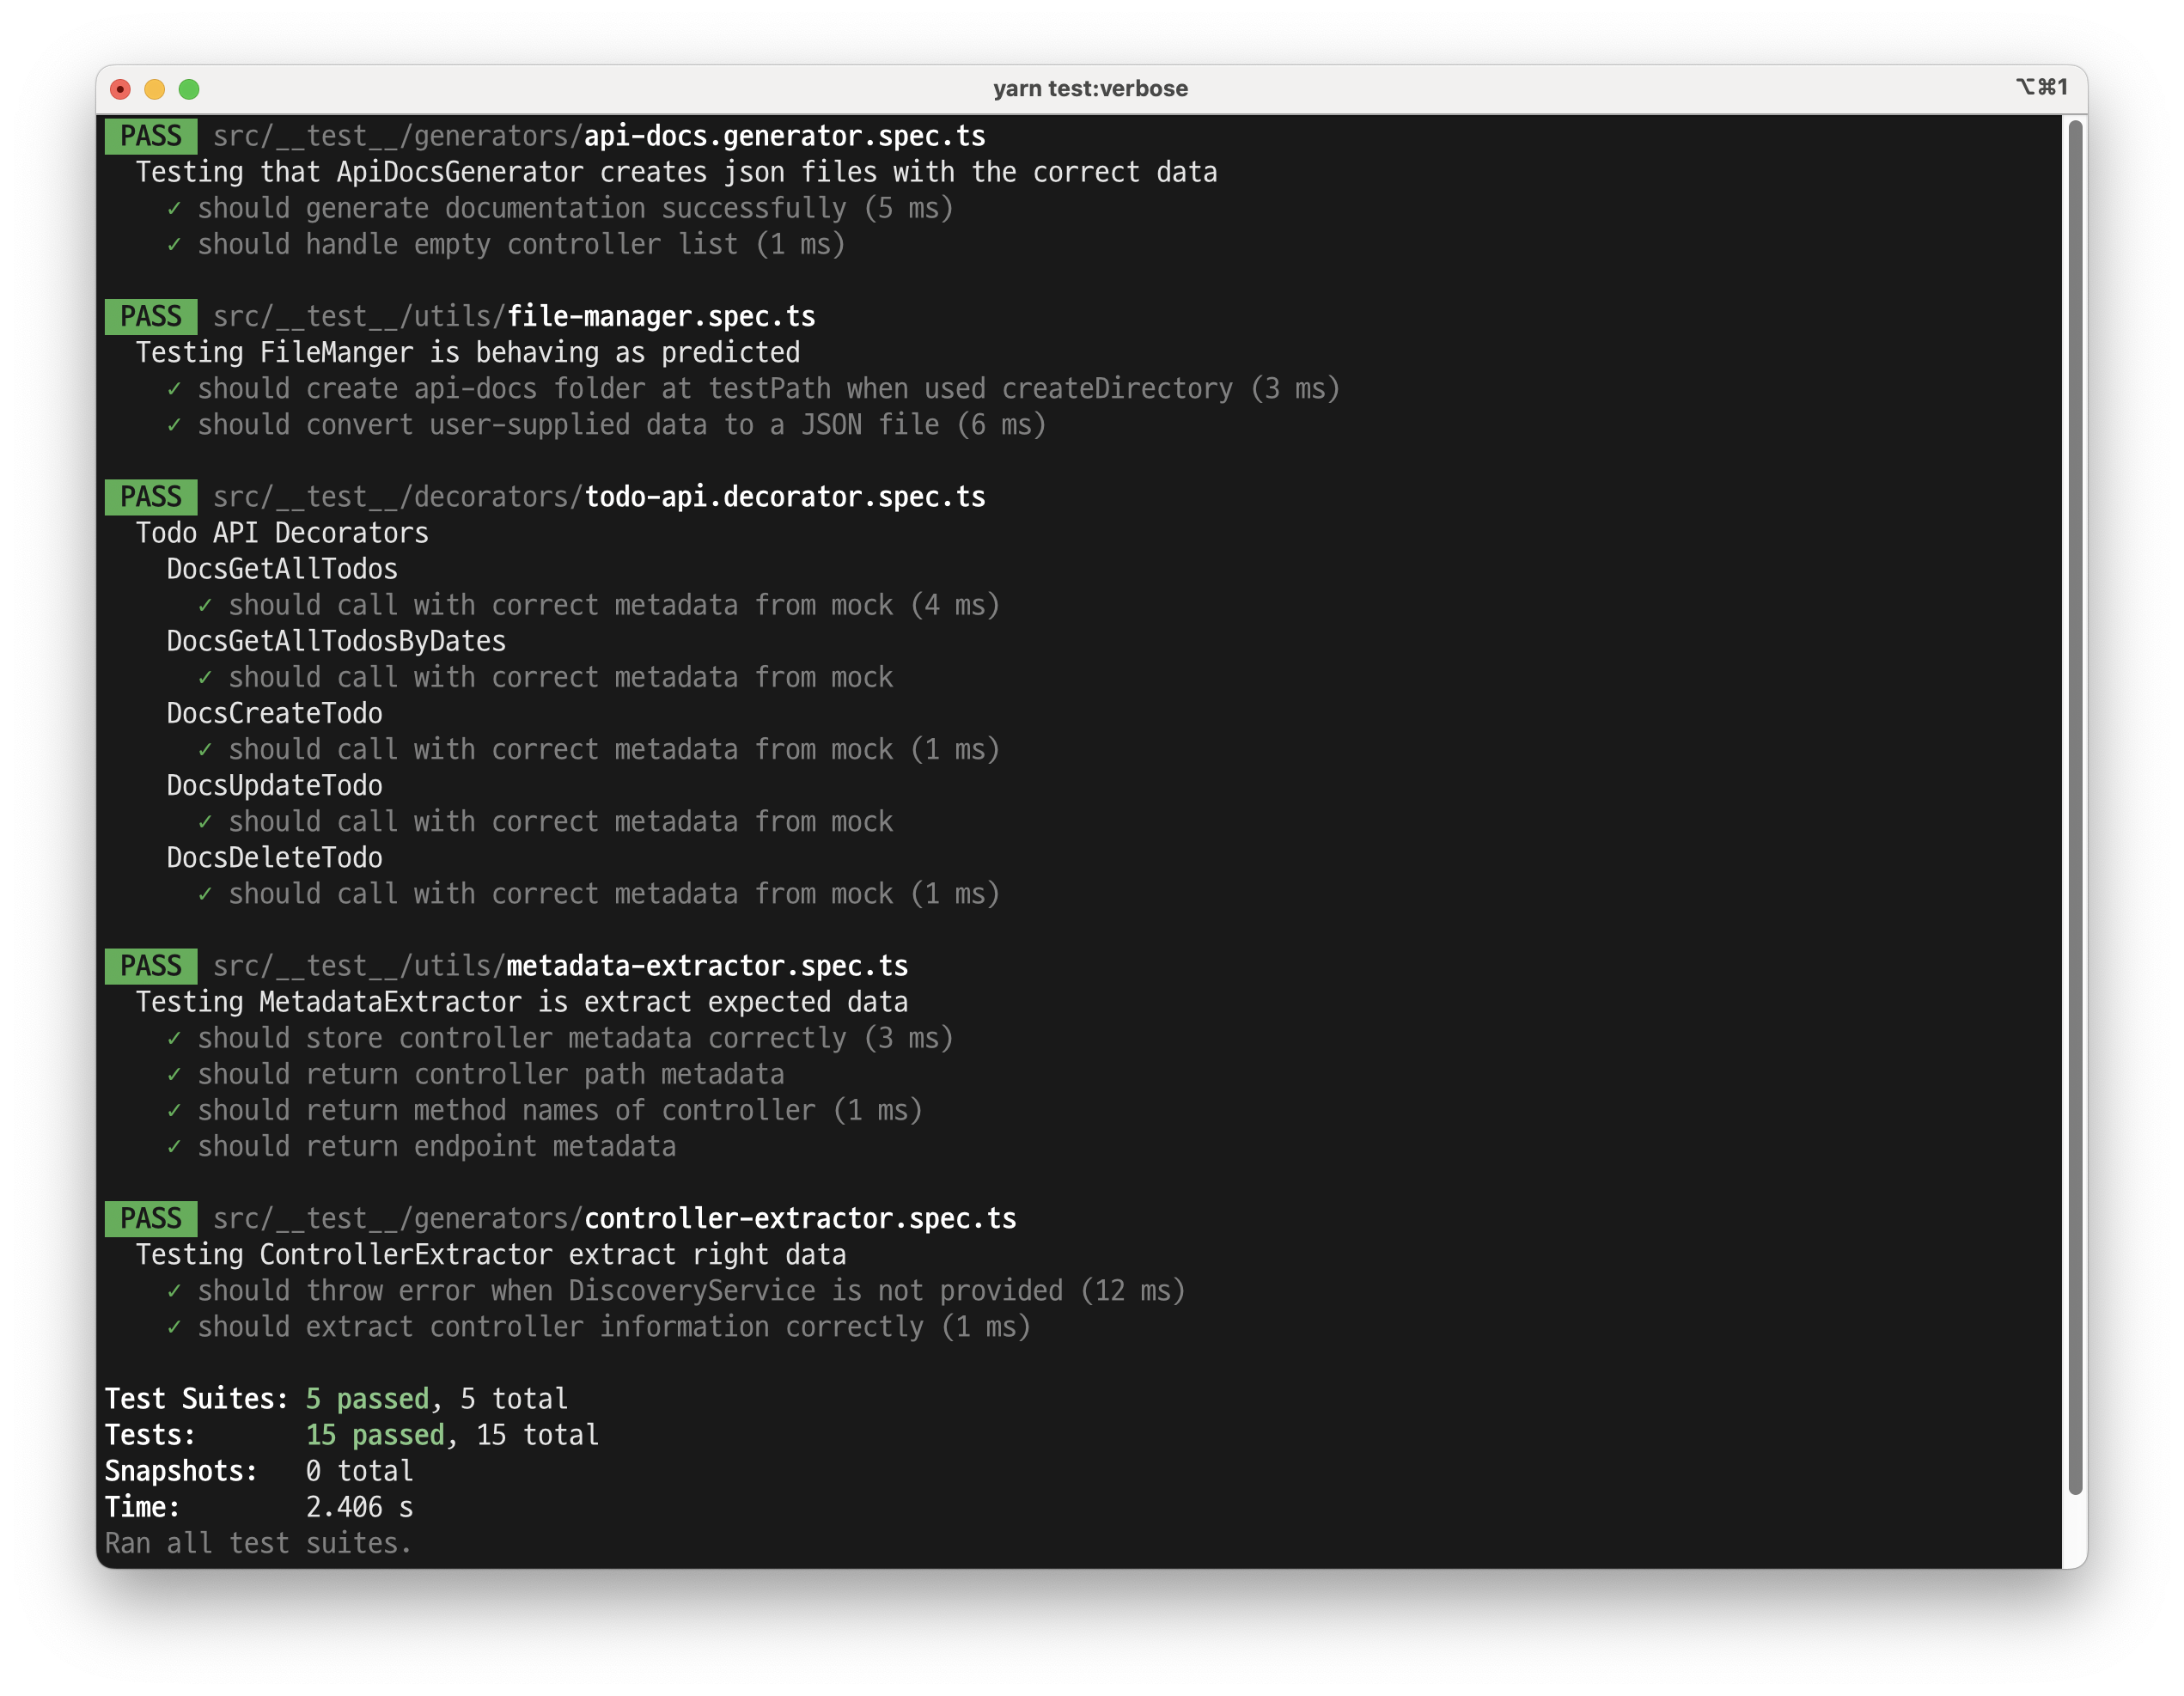 yarn test:verbose
⌥⌘1
PASS src/__test__/generators/api-docs.generator.spec.ts
Testing that ApiDocsGenerator creates json files with the correct data
✓ should generate documentation successfully (5 ms)
✓ should handle empty controller list (1 ms)
PASS src/__test__/utils/file-manager.spec.ts
Testing FileManger is behaving as predicted
✓ should create api-docs folder at testPath when used createDirectory (3 ms)
✓ should convert user-supplied data to a JSON file (6 ms)
PASS src/__test__/decorators/todo-api.decorator.spec.ts
Todo API Decorators
DocsGetAllTodos
✓ should call with correct metadata from mock (4 ms)
DocsGetAllTodosByDates
✓ should call with correct metadata from mock
DocsCreateTodo
✓ should call with correct metadata from mock (1 ms)
DocsUpdateTodo
✓ should call with correct metadata from mock
DocsDeleteTodo
✓ should call with correct metadata from mock (1 ms)
PASS src/__test__/utils/metadata-extractor.spec.ts
Testing MetadataExtractor is extract expected data
✓ should store controller metadata correctly (3 ms)
✓ should return controller path metadata
✓ should return method names of controller (1 ms)
✓ should return endpoint metadata
PASS src/__test__/generators/controller-extractor.spec.ts
Testing ControllerExtractor extract right data
✓ should throw error when DiscoveryService is not provided (12 ms)
✓ should extract controller information correctly (1 ms)
Test Suites: 5 passed, 5 total
Tests: 15 passed, 15 total
Snapshots: 0 total
Time: 2.406 s
Ran all test suites.